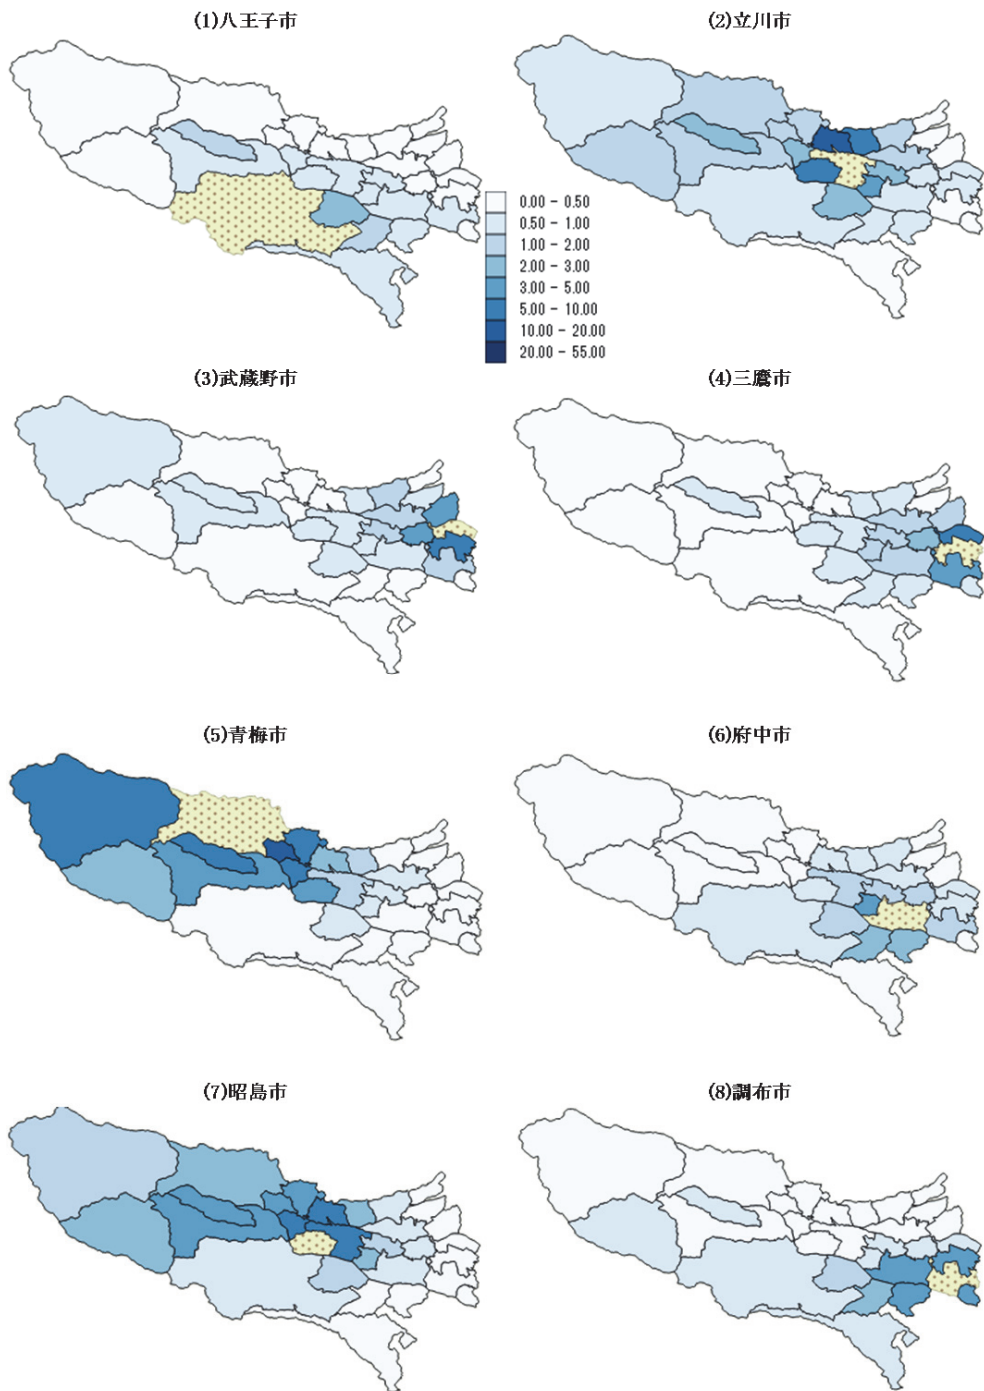 (1)八王子市
(2)立川市
0.00 - 0.50
0.50 - 1.00
1.00 - 2.00
2.00 - 3.00
3.00 - 5.00
5.00 - 10.00
10.00 - 20.00
20.00 - 55.00
(3)武蔵野市
(4)三鷹市
(5)青梅市
(6)府中市
(7)昭島市
(8)調布市